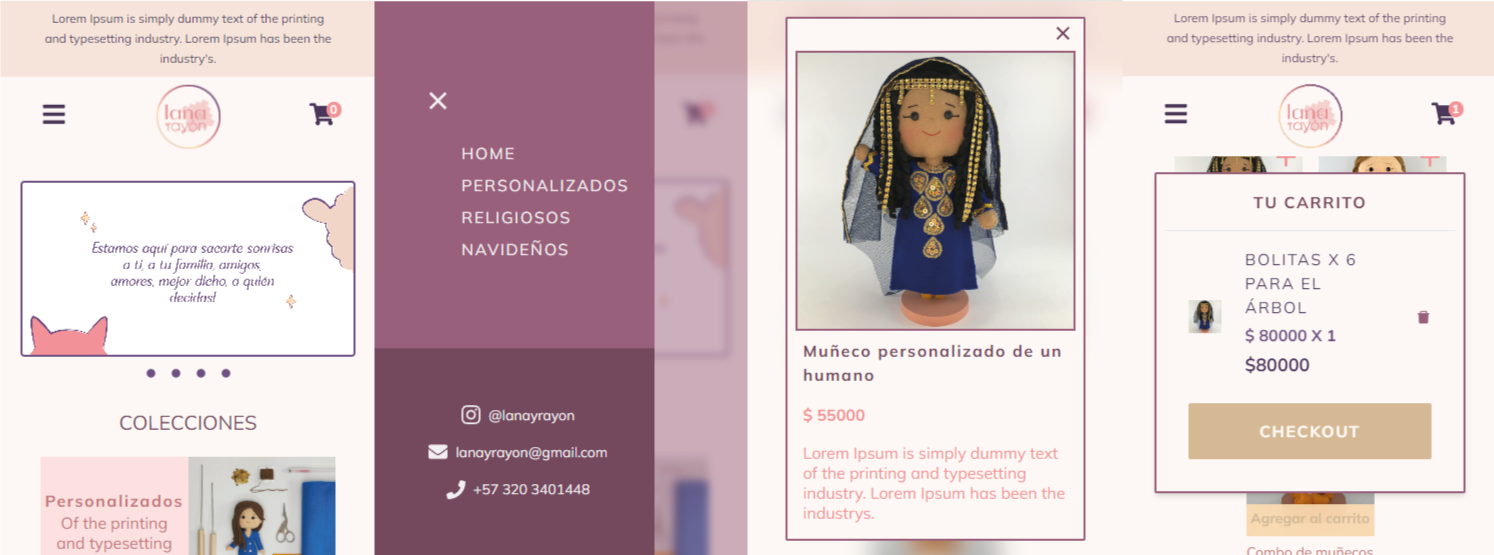 Lorem Ipsum is simply dummy text of the printing
and typesetting industry. Lorem Ipsum has been the
industry's.
lana
rayón
0
Estamos aquí para sacarte sonrisas
a tí, a tu familia, amigos,
amores, mejor dicho, a quién
decidas!
COLECCIONES
Personalizados
Of the printing
and typesetting
HOME
PERSONALIZADOS
RELIGIOSOS
NAVIDEÑOS
@lanayrayon
lanayrayon@gmail.com
+57 320 3401448
Muñeco personalizado de un
humano
$ 55000
Lorem Ipsum is simply dummy text
of the printing and typesetting
industry. Lorem Ipsum has been the
industrys.
Lorem Ipsum is simply dummy text of the printing
and typesetting industry. Lorem Ipsum has been the
industry's.
lana
rayón
1
TU CARRITO
BOLITAS X 6
PARA EL
ÁRBOL
$ 80000 X 1
$80000
CHECKOUT
Agregar al carrito
Combo de muñecos